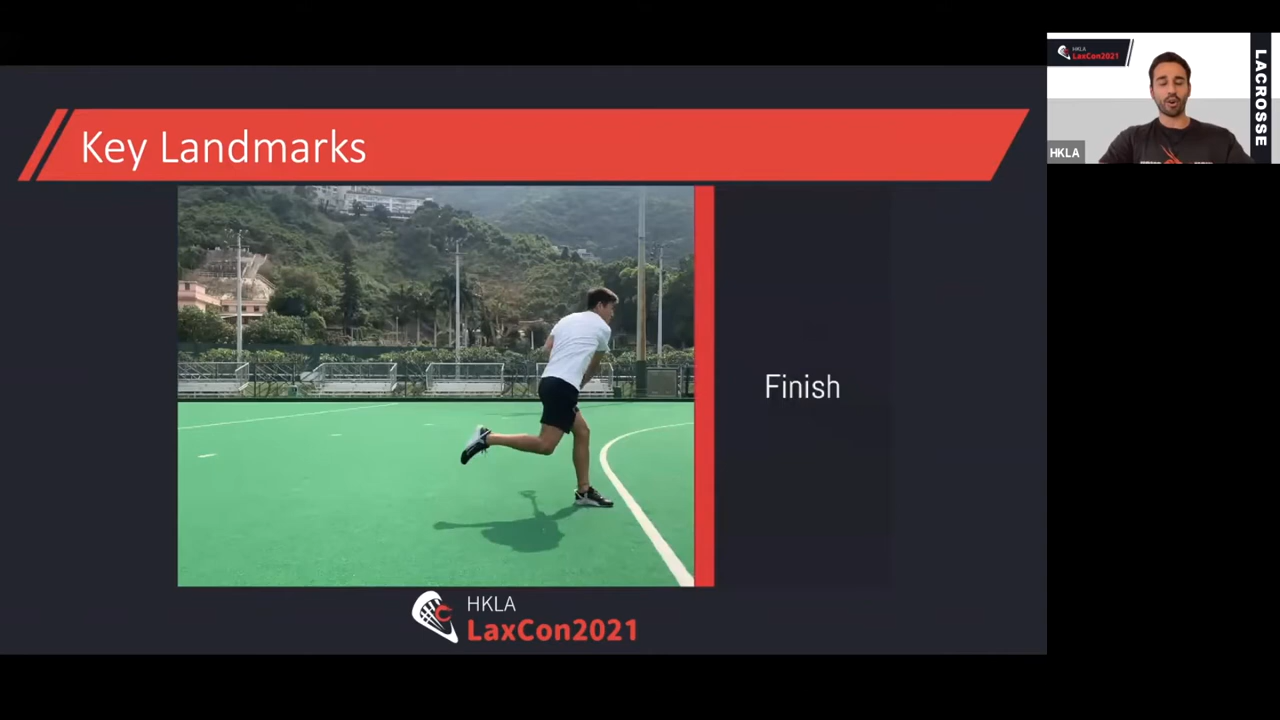 Key Landmarks
Finish
HKLA
LaxCon2021
HKLA
LaxCon2021
HKLA
LACROSSE